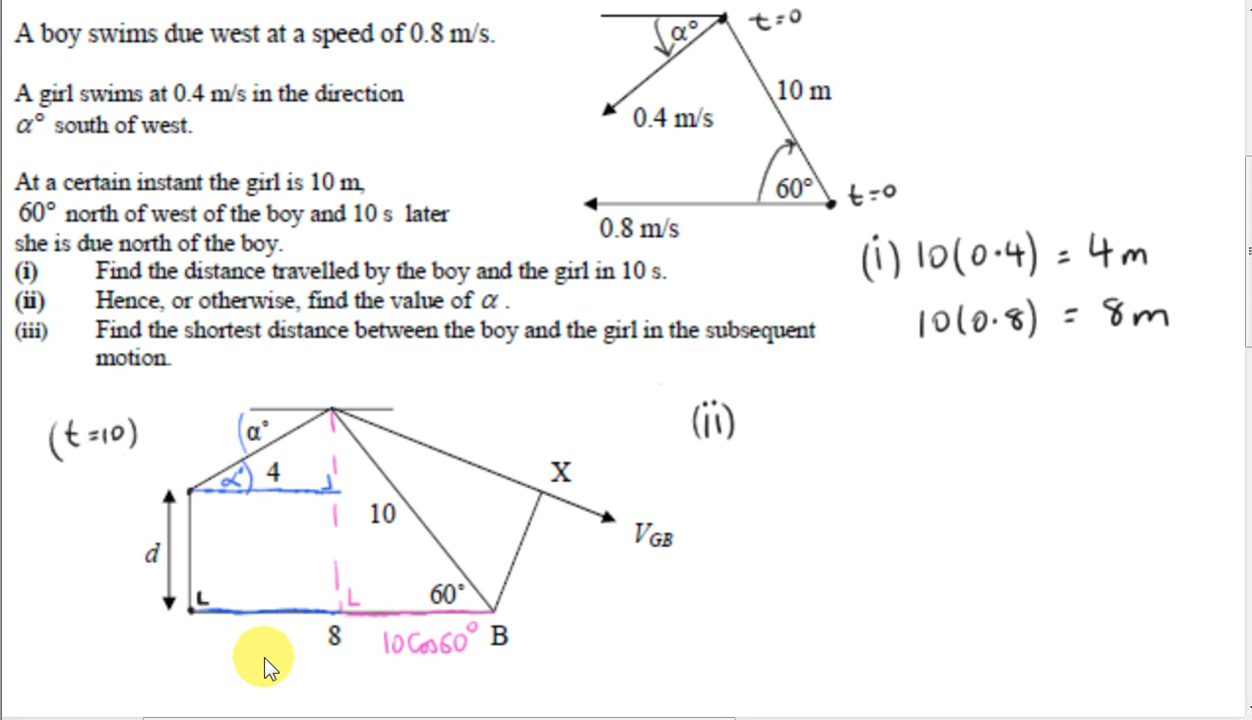 A boy swims due west at a speed of 0.8 m/s.
A girl swims at 0.4 m/s in the direction
α° south of west.
At a certain instant the girl is 10 m,
60° north of west of the boy and 10 s later
she is due north of the boy.
(i) Find the distance travelled by the boy and the girl in 10 s.
(ii) Hence, or otherwise, find the value of α .
(iii) Find the shortest distance between the boy and the girl in the subsequent
motion.
α°
t=0
10 m
0.4 m/s
60°
t=0
0.8 m/s
(i) 10(0.4) = 4m
10(0.8) = 8m
(t=10)
α°
α°
4
X
10
V_GB
d
60°
8
10Cos60°
B
(ii)